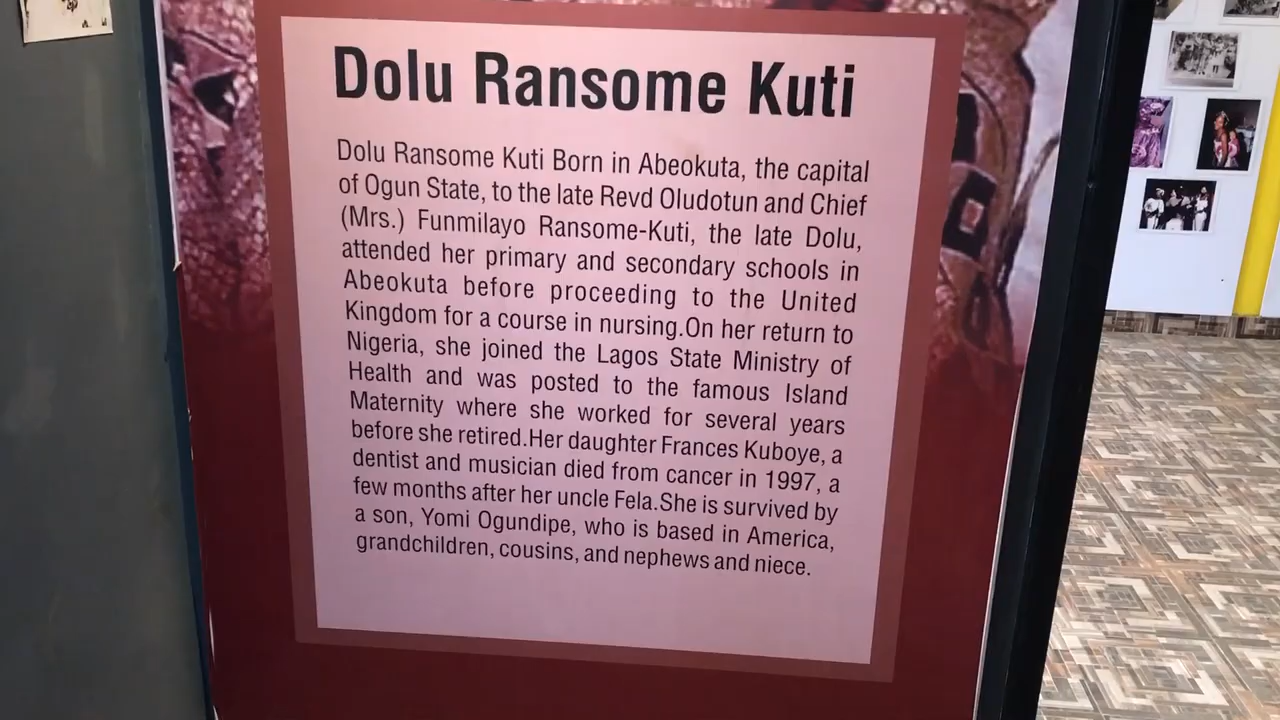 Dolu Ransome Kuti
Dolu Ransome Kuti Born in Abeokuta, the capital
of Ogun State, to the late Revd Oludotun and Chief
(Mrs.) Funmilayo Ransome-Kuti, the late Dolu,
attended her primary and secondary schools in
Abeokuta before proceeding to the United
Kingdom for a course in nursing.On her return to
Nigeria, she joined the Lagos State Ministry of
Health and was posted to the famous Island
Maternity where she worked for several years
before she retired.Her daughter Frances Kuboye, a
dentist and musician died from cancer in 1997, a
few months after her uncle Fela.She is survived by
a son, Yomi Ogundipe, who is based in America,
grandchildren, cousins, and nephews and niece.